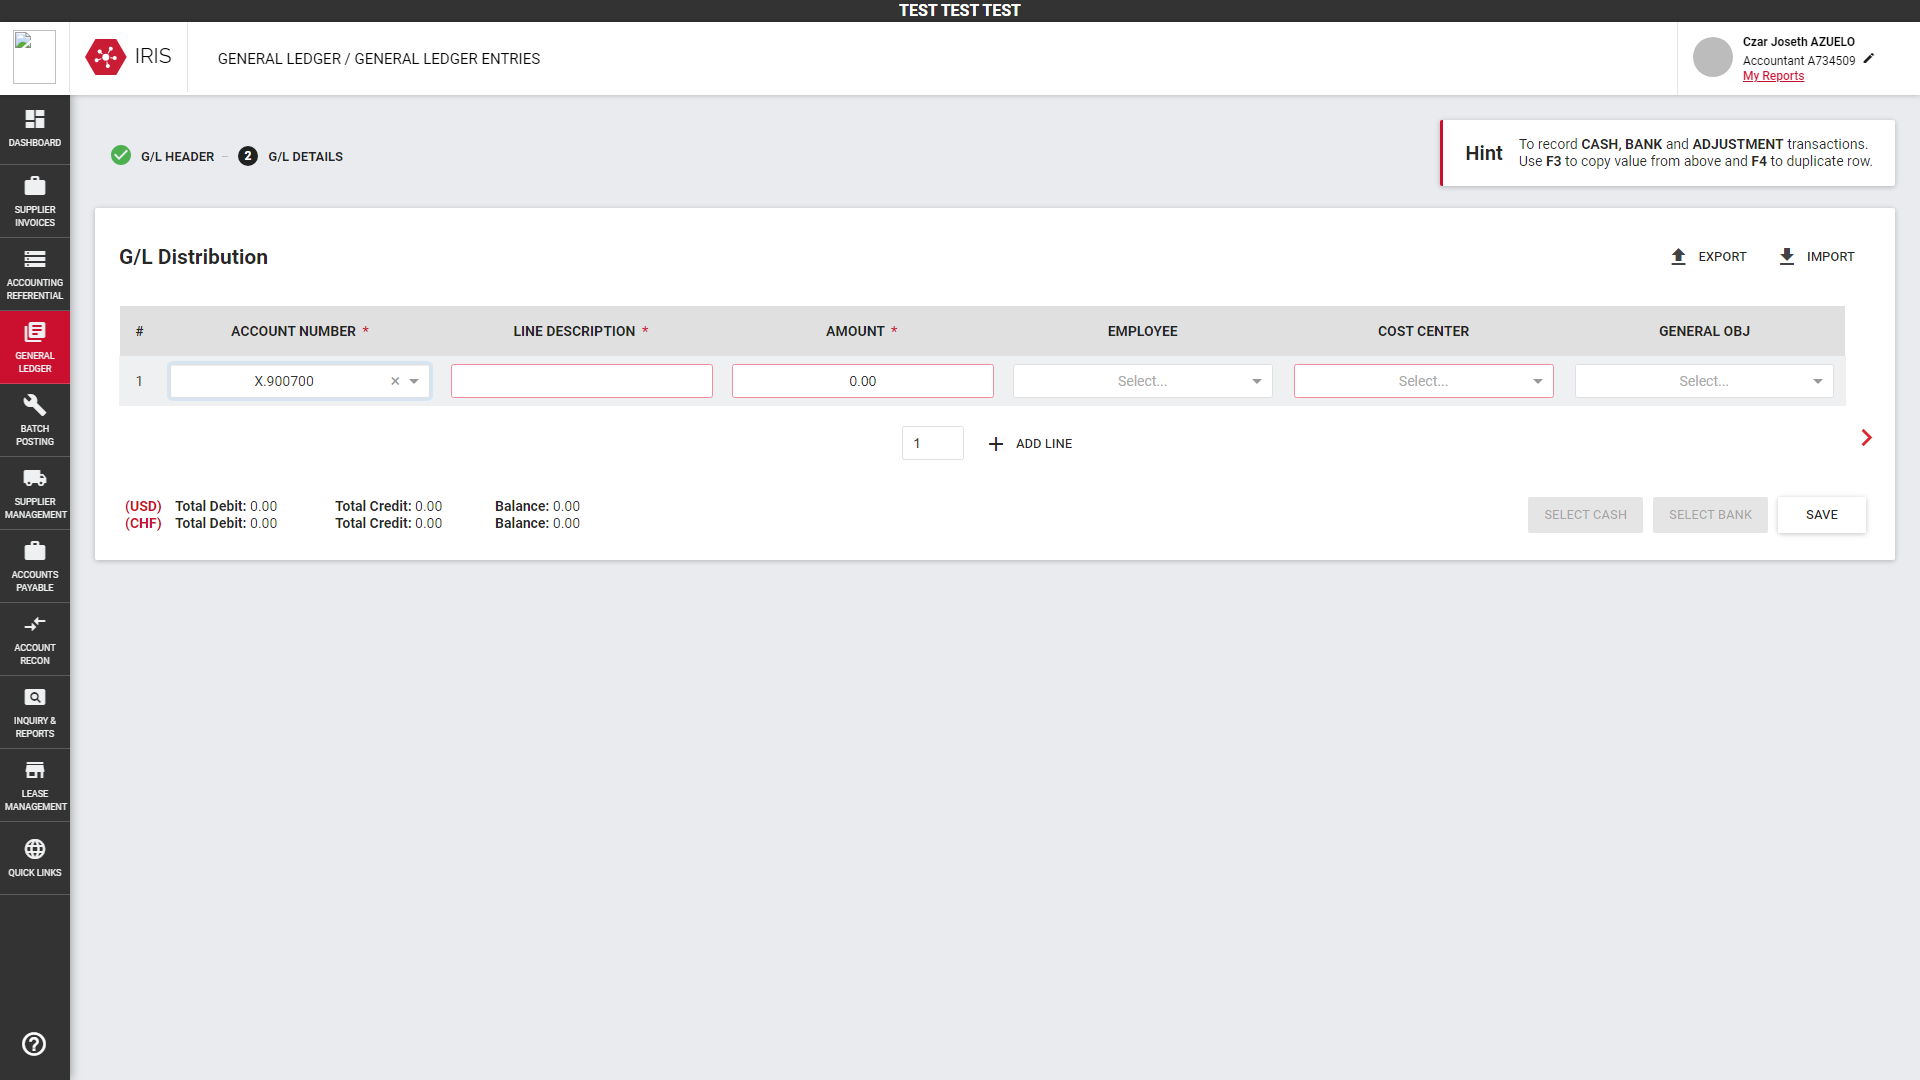 TEST TEST TEST
IRIS
GENERAL LEDGER / GENERAL LEDGER ENTRIES
Czar Joseth AZUELO
Accountant A734509
My Reports
DASHBOARD
SUPPLIER
INVOICES
ACCOUNTING
REFERENTIAL
GENERAL
LEDGER
BATCH
POSTING
SUPPLIER
MANAGEMENT
ACCOUNTS
PAYABLE
ACCOUNT
RECON
INQUIRY &
REPORTS
LEASE
MANAGEMENT
QUICK LINKS
G/L HEADER – 2 G/L DETAILS
Hint
To record CASH, BANK and ADJUSTMENT transactions.
Use F3 to copy value from above and F4 to duplicate row.
G/L Distribution
EXPORT IMPORT
# ACCOUNT NUMBER * LINE DESCRIPTION * AMOUNT * EMPLOYEE COST CENTER GENERAL OBJ
1 X.900700 × 0.00 Select... Select... Select...
1 + ADD LINE
(USD) Total Debit: 0.00 Total Credit: 0.00 Balance: 0.00
(CHF) Total Debit: 0.00 Total Credit: 0.00 Balance: 0.00
SELECT CASH SELECT BANK SAVE